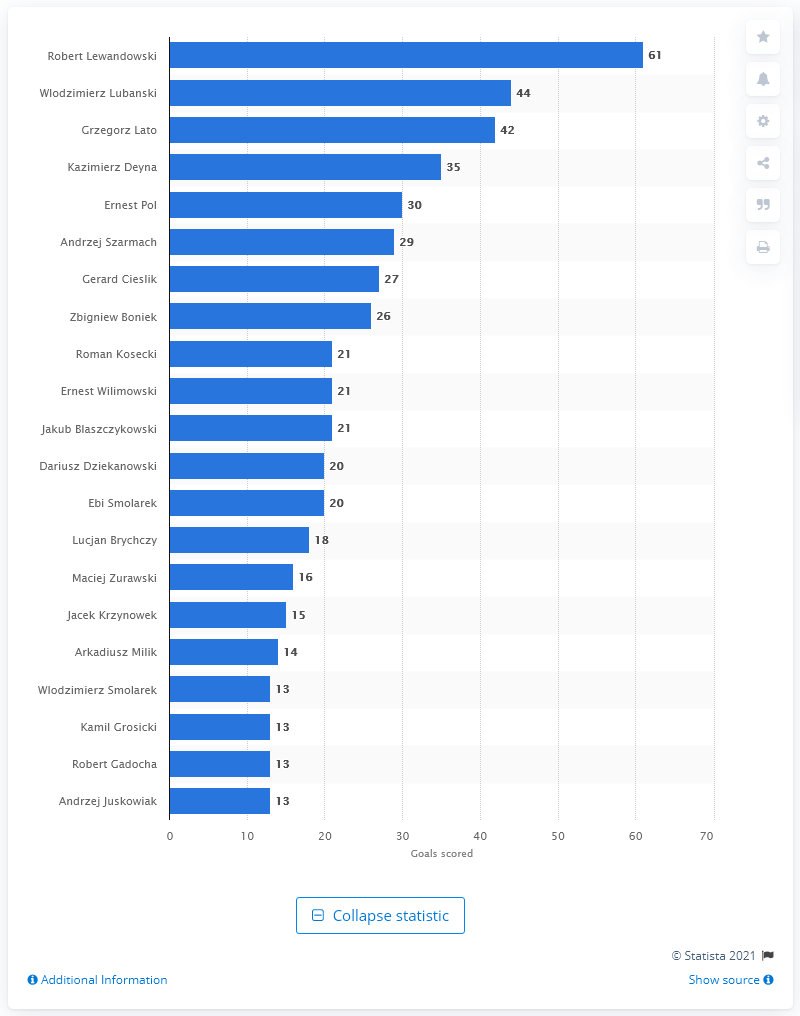 Robert Lewandowski 61
Wlodzimierz Lubanski 44
Grzegorz Lato 42
Kazimierz Deyna 35
Ernest Pol 30
Andrzej Szarmach 29
Gerard Cieslik 27
Zbigniew Boniek 26
Roman Kosecki 21
Ernest Wilimowski 21
Jakub Blaszczykowski 21
Dariusz Dziekanowski 20
Ebi Smolarek 20
Lucjan Brychczy 18
Maciej Zurawski 16
Jacek Krzynowek 15
Arkadiusz Milik 14
Wlodzimierz Smolarek 13
Kamil Grosicki 13
Robert Gadocha 13
Andrzej Juskowiak 13
0 10 20 30 40 50 60 70
Goals scored
Collapse statistic
© Statista 2021
Additional Information Show source